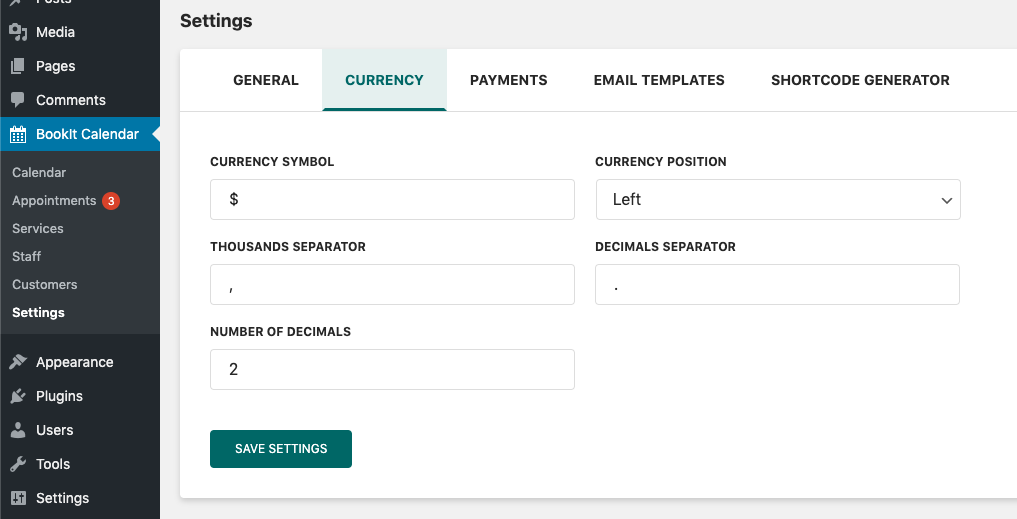 Posts
Media
Pages
Comments
BookIt Calendar
Calendar
Appointments 3
Services
Staff
Customers
Settings
Appearance
Plugins
Users
Tools
Settings
Settings
GENERAL CURRENCY PAYMENTS EMAIL TEMPLATES SHORTCODE GENERATOR
CURRENCY SYMBOL CURRENCY POSITION
$ Left
THOUSANDS SEPARATOR DECIMALS SEPARATOR
, .
NUMBER OF DECIMALS
2
SAVE SETTINGS